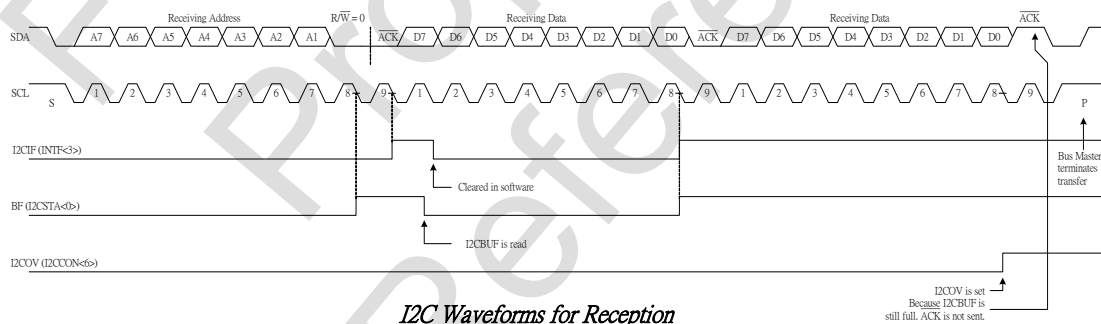 Receiving Address R/W = 0 Receiving Data Receiving Data ACK
SDA A7 A6 A5 A4 A3 A2 A1 ACK D7 D6 D5 D4 D3 D2 D1 D0 ACK D7 D6 D5 D4 D3 D2 D1 D0
SCL S 1 2 3 4 5 6 7 8 9 1 2 3 4 5 6 7 8 9 1 2 3 4 5 6 7 8 9 P
I2CIF (INTF<3>)
Cleared in software
Bus Master
terminates
transfer
BF (I2CSTA<0>)
I2CBUF is read
I2COV (I2CCON<6>)
I2COV is set
Because I2CBUF is
still full. ACK is not sent.
I2C Waveforms for Reception